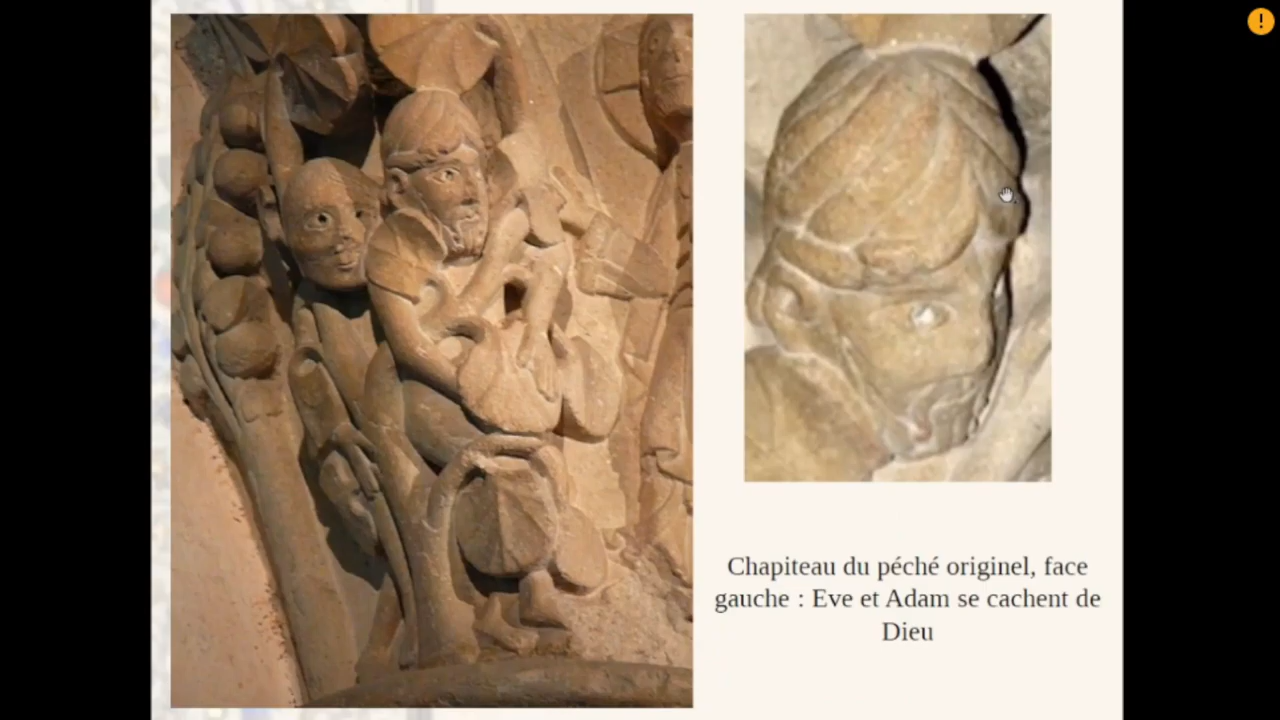 Chapiteau du péché originel, face
gauche : Eve et Adam se cachent de
Dieu